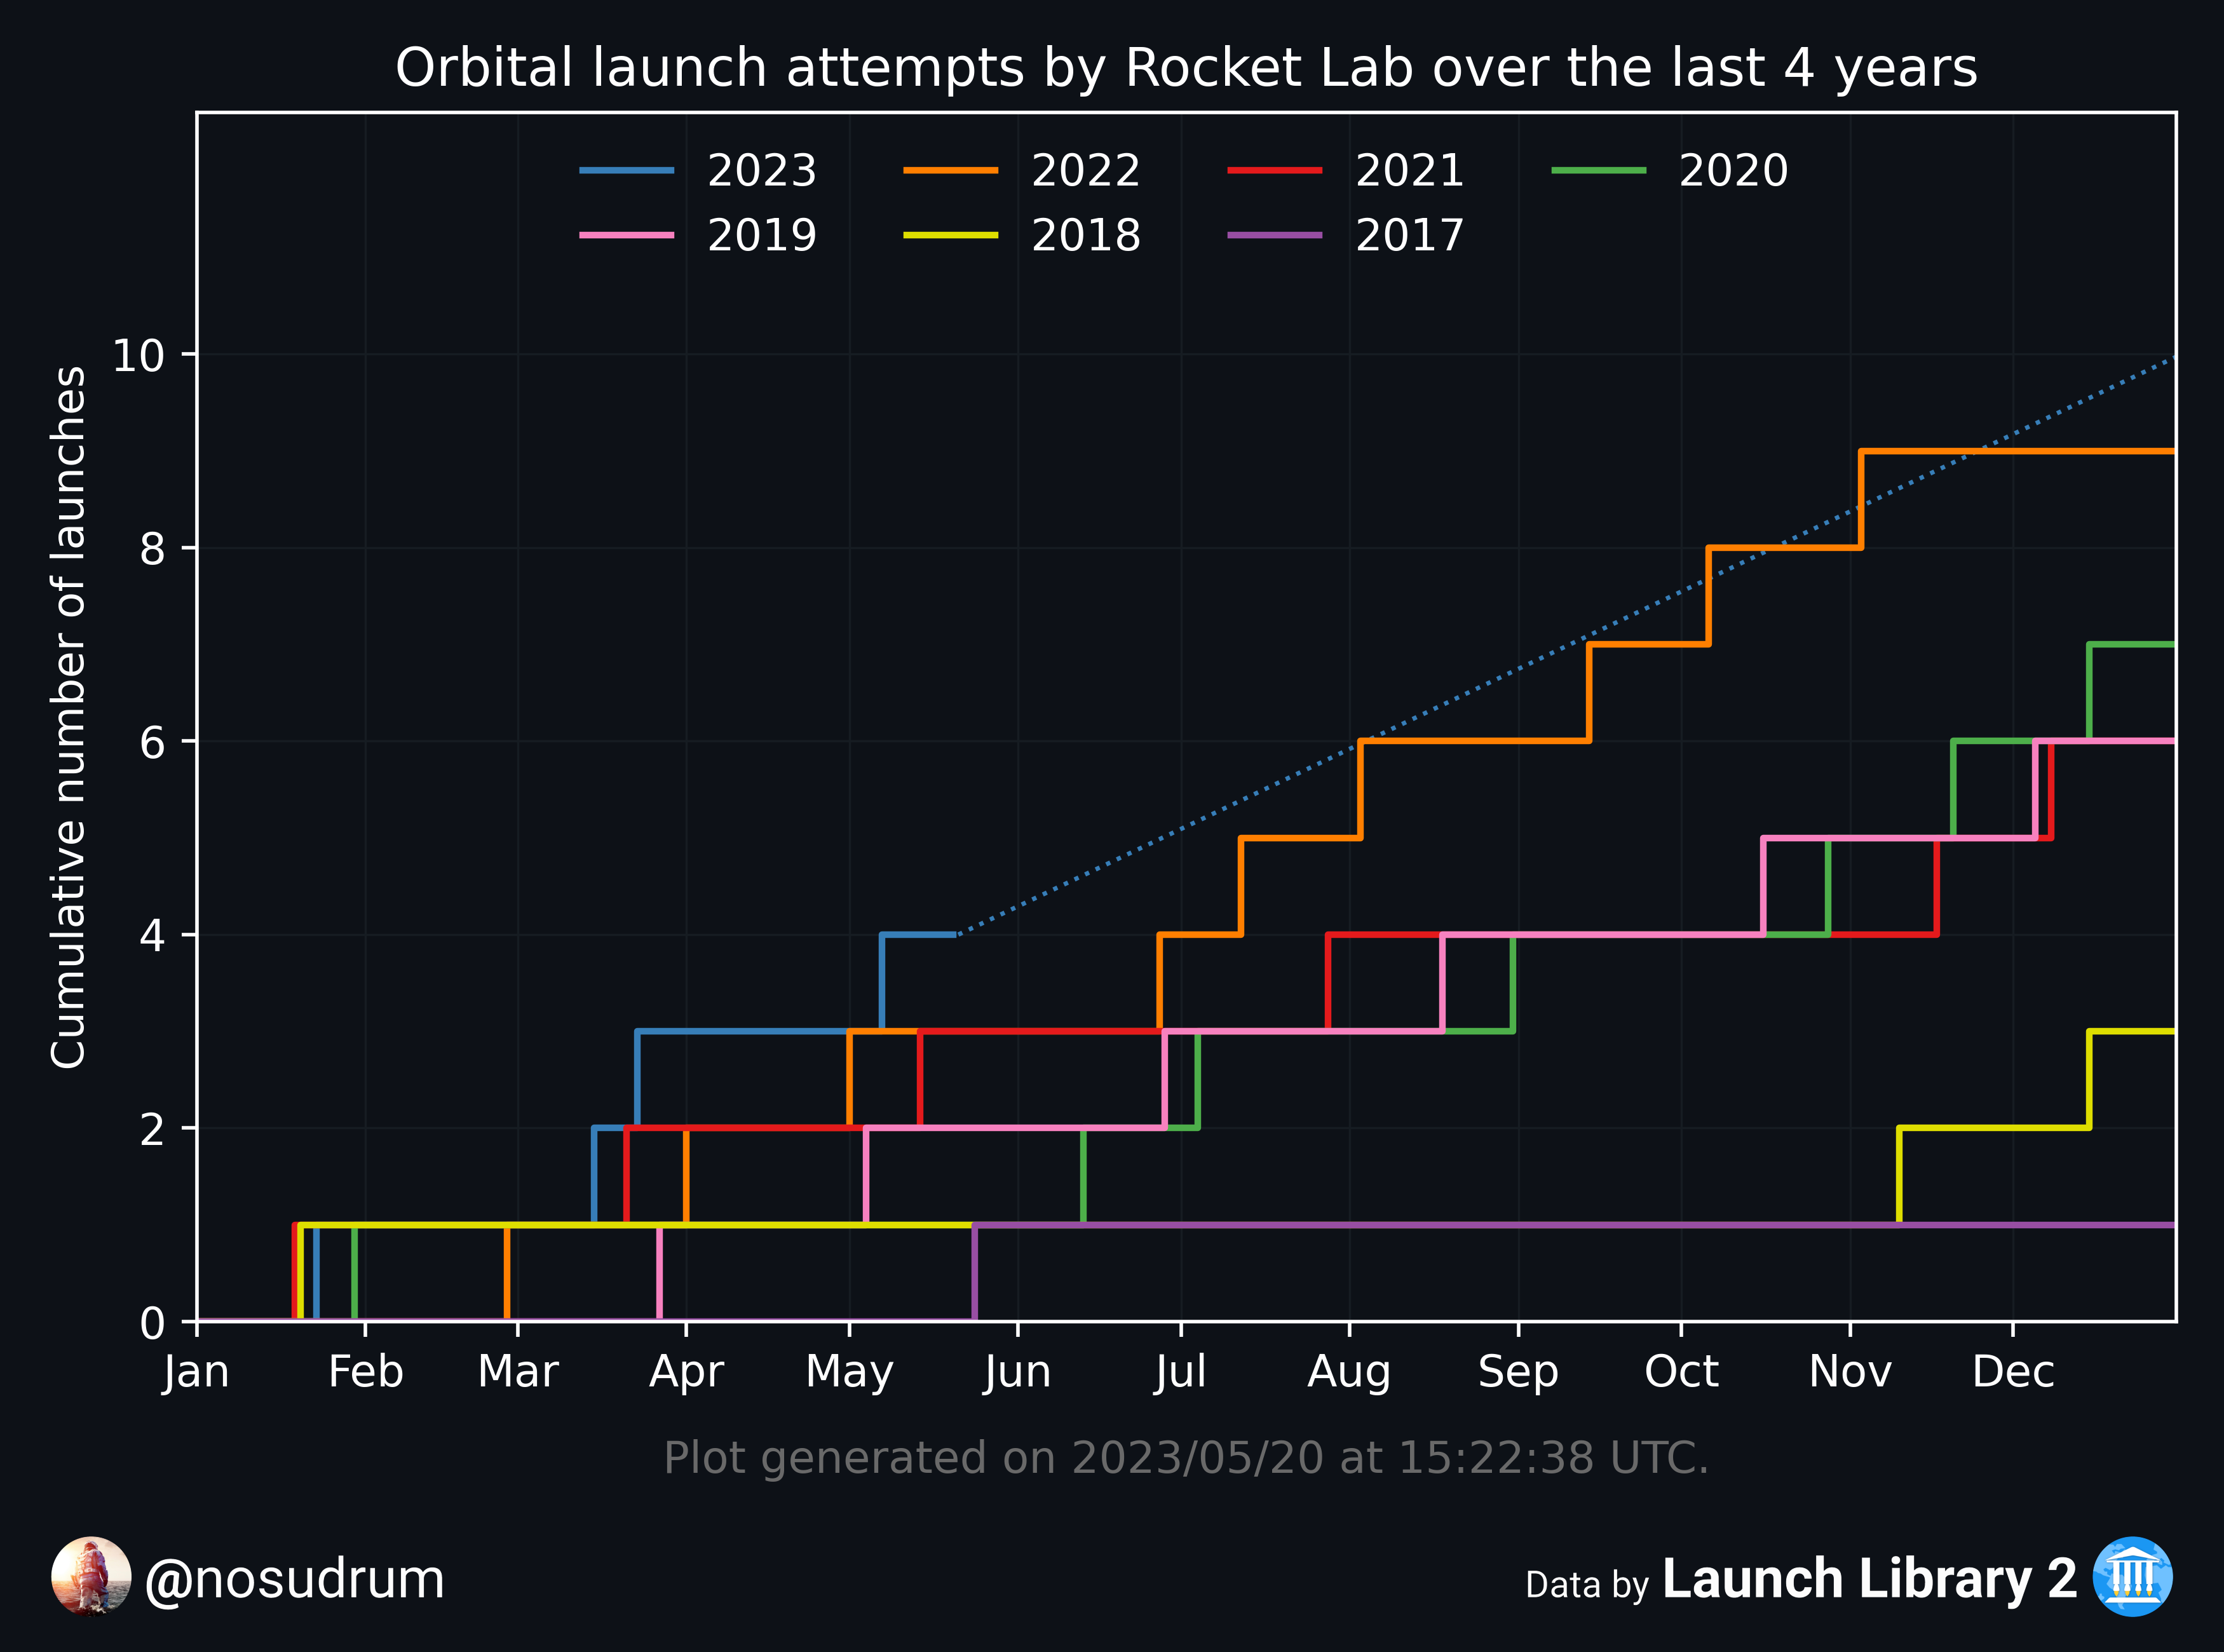 Orbital launch attempts by Rocket Lab over the last 4 years
2023 2022 2021 2020
2019 2018 2017
Cumulative number of launches
10
8
6
4
2
0
Jan Feb Mar Apr May Jun Jul Aug Sep Oct Nov Dec
Plot generated on 2023/05/20 at 15:22:38 UTC.
@nosudrum
Data by Launch Library 2